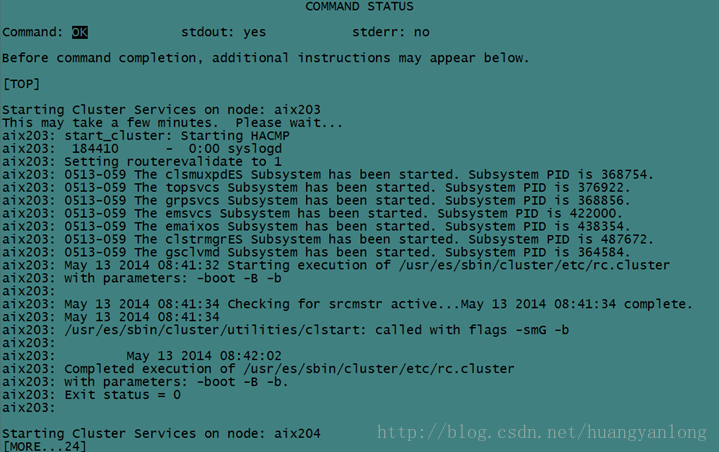 COMMAND STATUS
Command: OK stdout: yes stderr: no
Before command completion, additional instructions may appear below.
[TOP]
Starting Cluster Services on node: aix203
This may take a few minutes.  Please wait...
aix203: start_cluster: Starting HACMP
aix203:  184410      -  0:00 syslogd
aix203: Setting routerevalidate to 1
aix203: 0513-059 The clsmuxpdES Subsystem has been started. Subsystem PID is 368754.
aix203: 0513-059 The topsvcs Subsystem has been started. Subsystem PID is 376922.
aix203: 0513-059 The grpsvcs Subsystem has been started. Subsystem PID is 368856.
aix203: 0513-059 The emsvcs Subsystem has been started. Subsystem PID is 422000.
aix203: 0513-059 The emaixos Subsystem has been started. Subsystem PID is 438354.
aix203: 0513-059 The clstrmgrES Subsystem has been started. Subsystem PID is 487672.
aix203: 0513-059 The gsclvmd Subsystem has been started. Subsystem PID is 364584.
aix203: May 13 2014 08:41:32 Starting execution of /usr/es/sbin/cluster/etc/rc.cluster
aix203: with parameters: -boot -B -b
aix203:
aix203: May 13 2014 08:41:34 Checking for srcmstr active...May 13 2014 08:41:34 complete.
aix203: May 13 2014 08:41:34
aix203: /usr/es/sbin/cluster/utilities/clstart: called with flags -smG -b
aix203:
aix203:         May 13 2014 08:42:02
aix203: Completed execution of /usr/es/sbin/cluster/etc/rc.cluster
aix203: with parameters: -boot -B -b.
aix203: Exit status = 0
aix203:
Starting Cluster Services on node: aix204
[MORE...24]
http://blog.csdn.net/huangyanlong